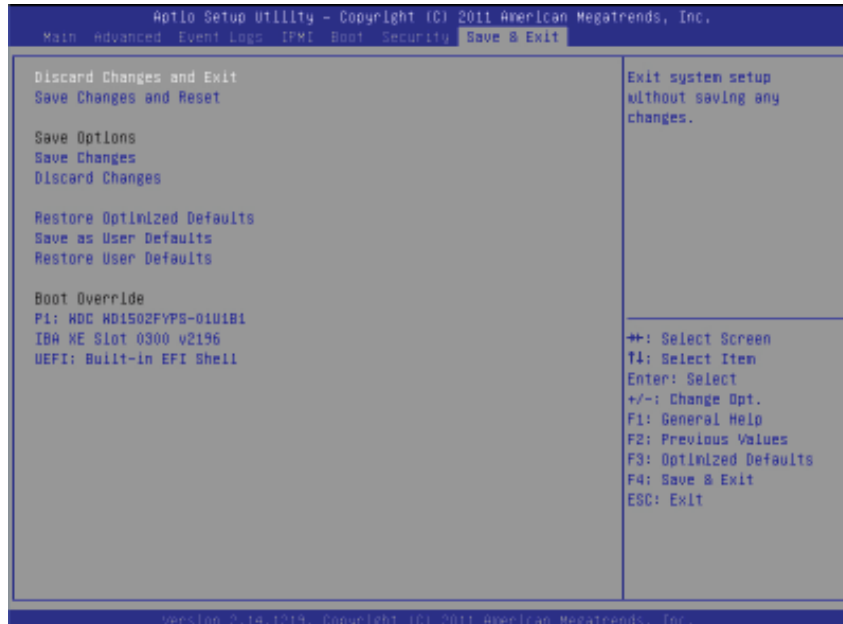 Aptio Setup Utility – Copyright (C) 2011 American Megatrends, Inc.
Main Advanced Event Logs IPMI Boot Security Save & Exit
Discard Changes and Exit
Save Changes and Reset
Save Options
Save Changes
Discard Changes
Restore Optimized Defaults
Save as User Defaults
Restore User Defaults
Boot Override
P1: WDC WD1502FYPS-01U1B1
IBA XE Slot 0300 v2196
UEFI: Built-in EFI Shell
Exit system setup
without saving any
changes.
→←: Select Screen
↑↓: Select Item
Enter: Select
+/-: Change Opt.
F1: General Help
F2: Previous Values
F3: Optimized Defaults
F4: Save & Exit
ESC: Exit
Version 2.14.1219. Copyright (C) 2011 American Megatrends, Inc.